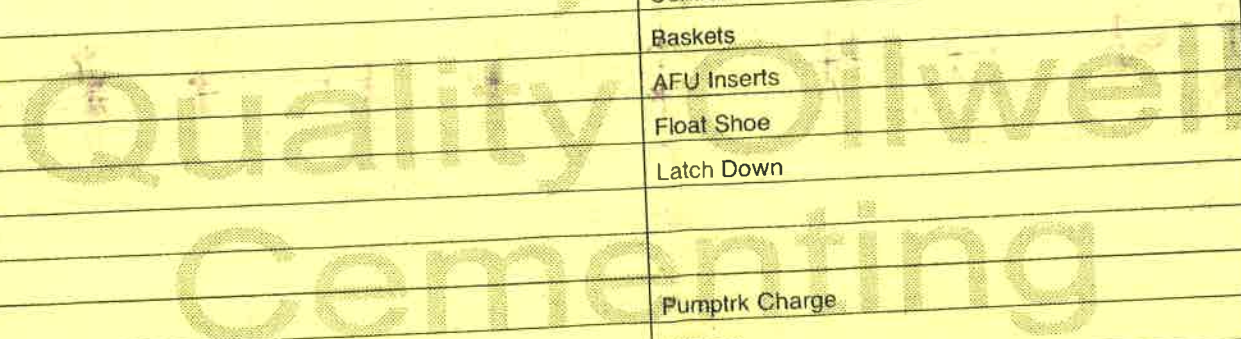 Baskets
AFU Inserts
Float Shoe
Latch Down
Pumptrk Charge
Quality Oilwell
Cementing